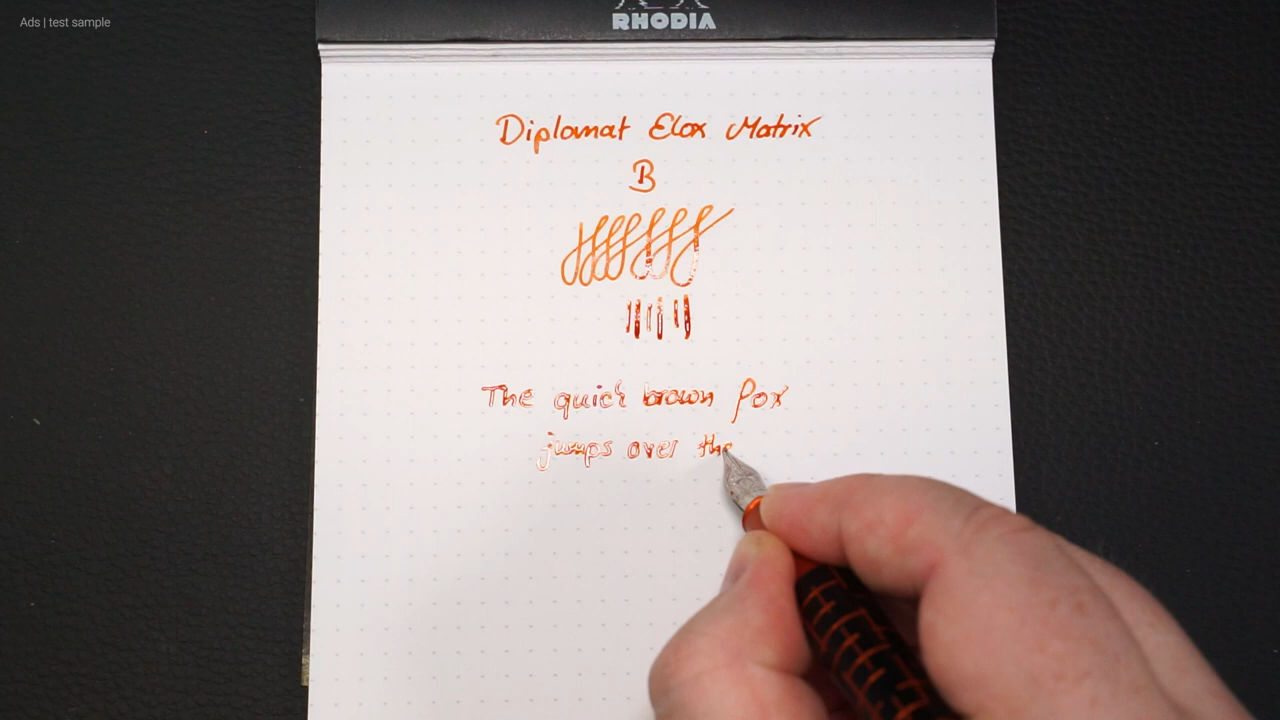 Ads | test sample
RHODIA
Diplomat Elox Matrix
B
The quick brown fox
jumps over the